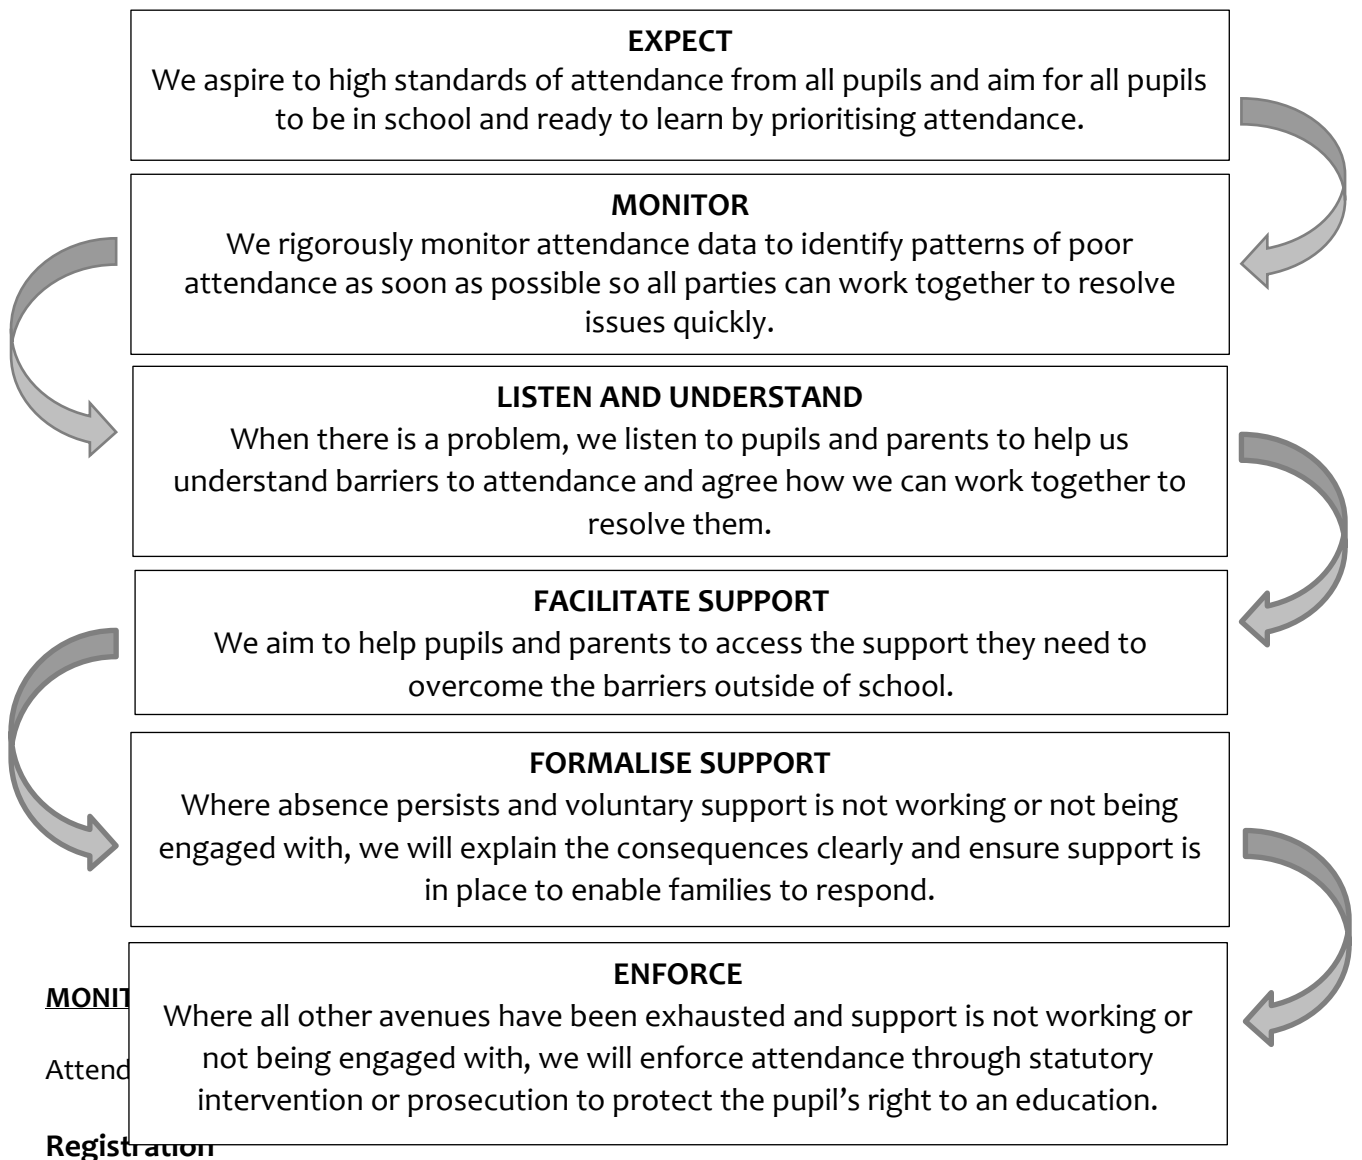 EXPECT
We aspire to high standards of attendance from all pupils and aim for all pupils
to be in school and ready to learn by prioritising attendance.
MONITOR
We rigorously monitor attendance data to identify patterns of poor
attendance as soon as possible so all parties can work together to resolve
issues quickly.
LISTEN AND UNDERSTAND
When there is a problem, we listen to pupils and parents to help us
understand barriers to attendance and agree how we can work together to
resolve them.
FACILITATE SUPPORT
We aim to help pupils and parents to access the support they need to
overcome the barriers outside of school.
FORMALISE SUPPORT
Where absence persists and voluntary support is not working or not being
engaged with, we will explain the consequences clearly and ensure support is
in place to enable families to respond.
ENFORCE
Where all other avenues have been exhausted and support is not working or
not being engaged with, we will enforce attendance through statutory
intervention or prosecution to protect the pupil’s right to an education.
MONIT
Attend
Registration